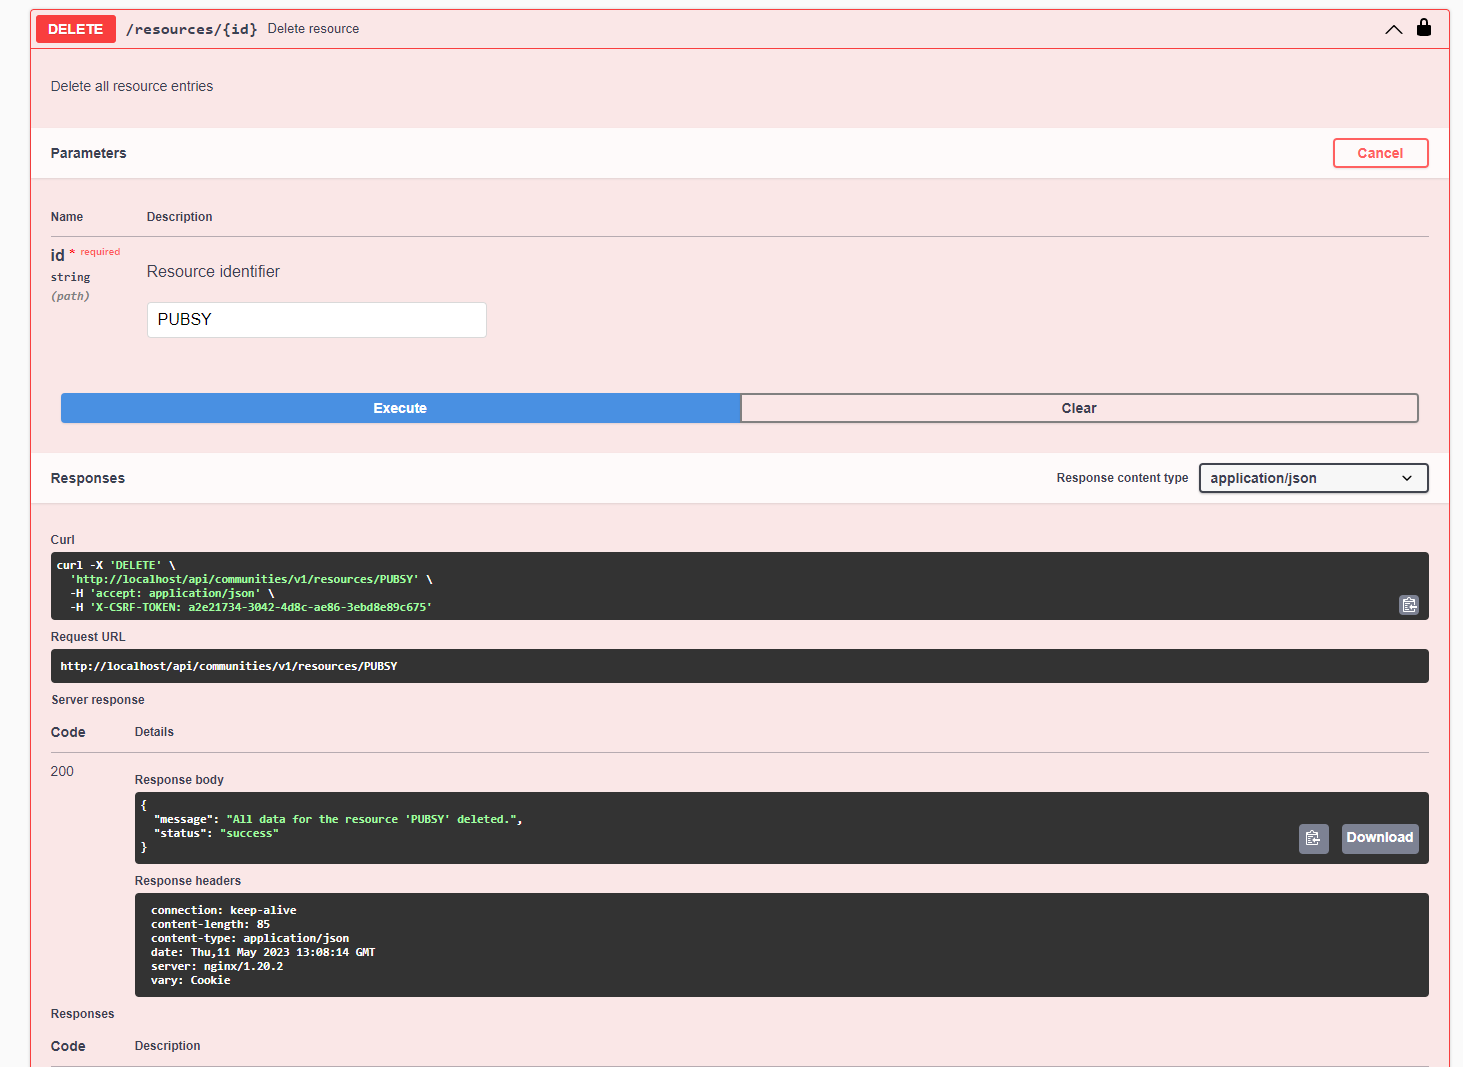 DELETE /resources/{id} Delete resource
Delete all resource entries
Parameters
Cancel
Name Description
id * required
string
(path)
Resource identifier
PUBSY
Execute Clear
Responses Response content type application/json
Curl
curl -X 'DELETE' \
'http://localhost/api/communities/v1/resources/PUBSY' \
-H 'accept: application/json' \
-H 'X-CSRF-TOKEN: a2e21734-3042-4d8c-ae86-3ebd8e89c675'
Request URL
http://localhost/api/communities/v1/resources/PUBSY
Server response
Code Details
200
Response body
{
"message": "All data for the resource 'PUBSY' deleted.",
"status": "success"
}
Download
Response headers
connection: keep-alive
content-length: 85
content-type: application/json
date: Thu,11 May 2023 13:08:14 GMT
server: nginx/1.20.2
vary: Cookie
Responses
Code Description